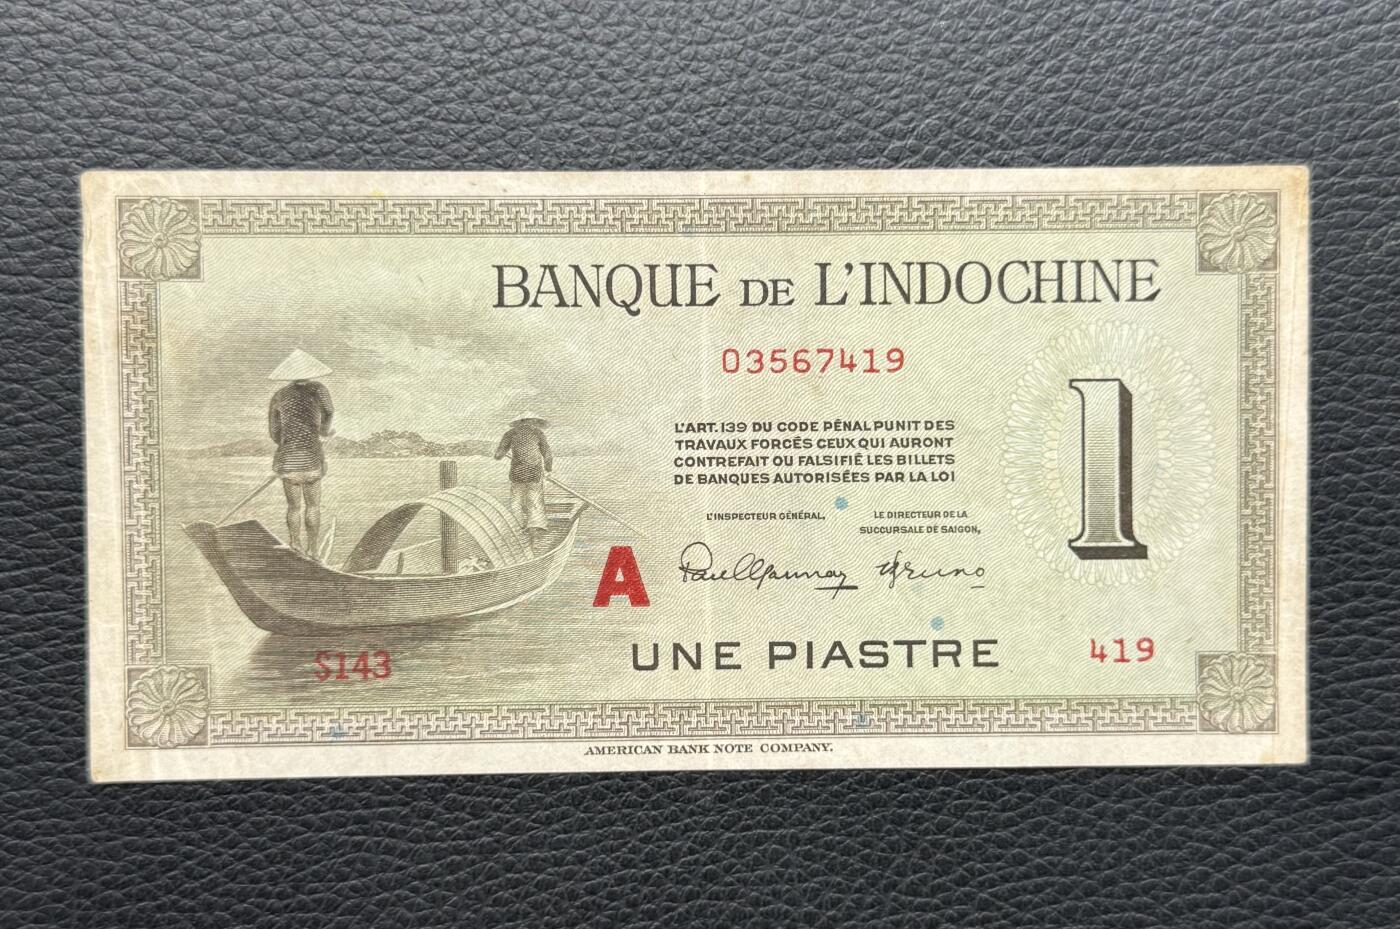 BANQUE DE L'INDOCHINE
03567419
L'ART. 139 DU CODE PÉNAL PUNIT DES
TRAVAUX FORCÉS CEUX QUI AURONT
CONTREFAIT OU FALSIFIÉ LES BILLETS
DE BANQUES AUTORISÉES PAR LA LOI
L'INSPECTEUR GÉNÉRAL,
LE DIRECTEUR DE LA
SUCCURSALE DE SAIGON,
1
A
UNE PIASTRE
419
S143
AMERICAN BANK NOTE COMPANY.